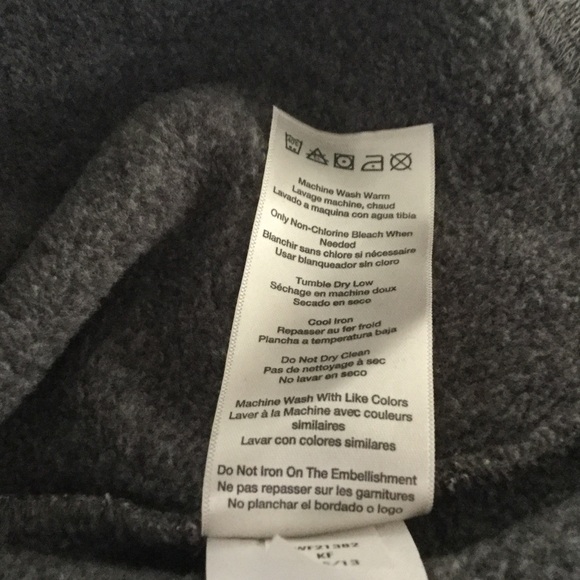 Machine Wash Warm
Lavage machine, chaud
Lavado a maquina con agua tibia
Only Non-Chlorine Bleach When
Needed
Blanchir sans chlore si nécessaire
Usar blanqueador sin cloro
Tumble Dry Low
Séchage en machine doux
Secado en seco
Cool Iron
Repasser au fer froid
Plancha a temperatura baja
Do Not Dry Clean
Pas de nettoyage à sec
No lavar en seco
Machine Wash With Like Colors
Laver à la Machine avec couleurs
similaires
Lavar con colores similares
Do Not Iron On The Embellishment
Ne pas repasser sur les garnitures
No planchar el bordado o logo
KF